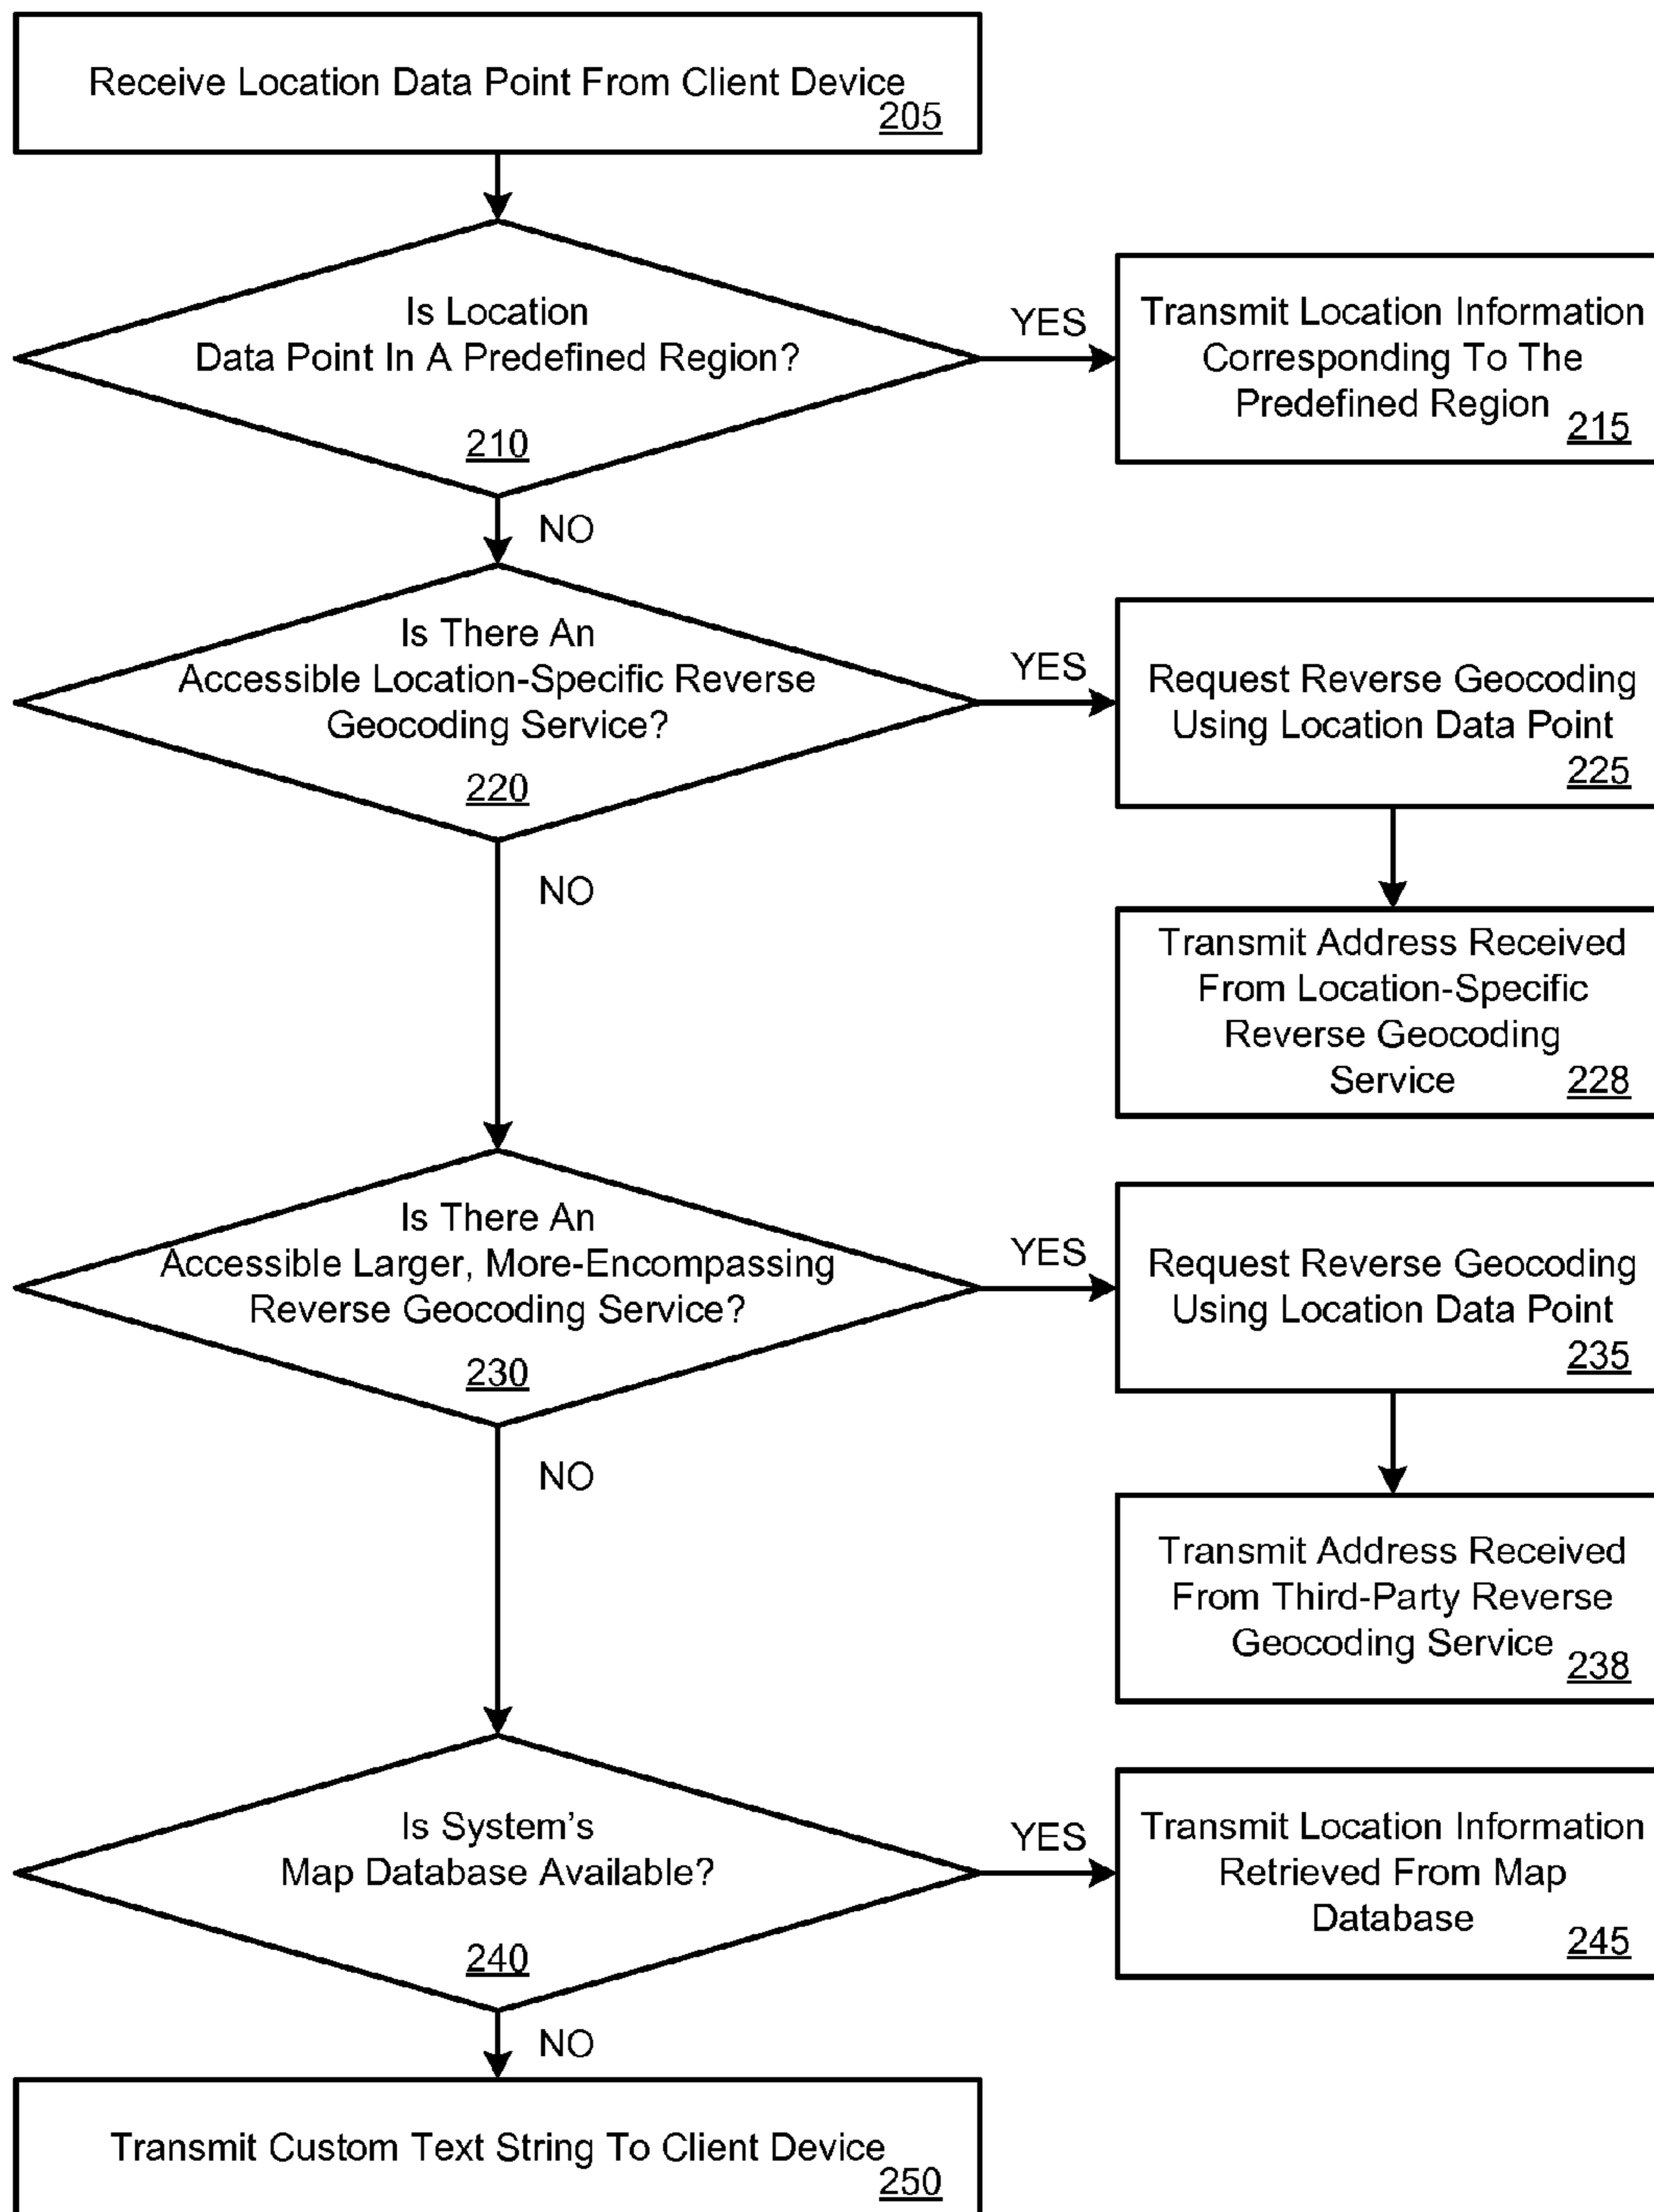 Receive Location Data Point From Client Device
205
Is Location
Data Point In A Predefined Region?
210
YES
Transmit Location Information
Corresponding To The
Predefined Region
215
NO
Is There An
Accessible Location-Specific Reverse
Geocoding Service?
220
YES
Request Reverse Geocoding
Using Location Data Point
225
NO
Transmit Address Received
From Location-Specific
Reverse Geocoding
Service
228
Is There An
Accessible Larger, More-Encompassing
Reverse Geocoding Service?
230
YES
Request Reverse Geocoding
Using Location Data Point
235
NO
Transmit Address Received
From Third-Party Reverse
Geocoding Service
238
Is System's
Map Database Available?
240
YES
Transmit Location Information
Retrieved From Map
Database
245
NO
Transmit Custom Text String To Client Device
250